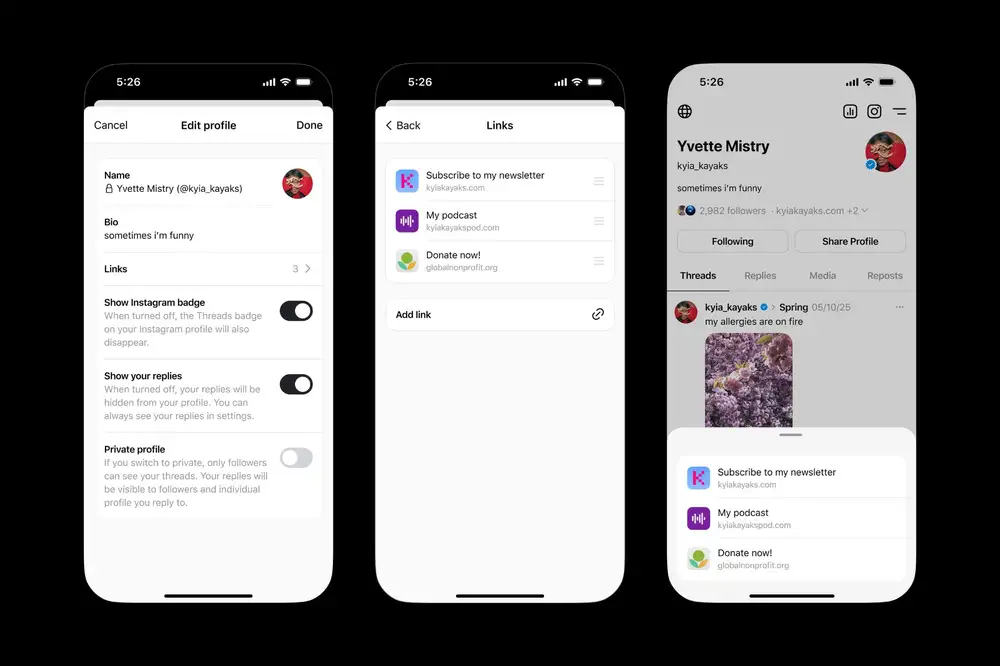 5:26
Cancel
Edit profile
Done
Name
Yvette Mistry (@kyia_kayaks)
Bio
sometimes i'm funny
Links
3
Show Instagram badge
When turned off, the Threads badge
on your Instagram profile will also
disappear.
Show your replies
When turned off, your replies will be
hidden from your profile. You can
always see your replies in settings.
Private profile
If you switch to private, only followers
can see your threads. Your replies will
be visible to followers and individual
profile you reply to.
5:26
Back
Links
Subscribe to my newsletter
kyiakayaks.com
My podcast
kyiakayakspod.com
Donate now!
globalnonprofit.org
Add link
5:26
Yvette Mistry
kyia_kayaks
sometimes i'm funny
2,982 followers · kyiakayaks.com +2
Following
Share Profile
Threads
Replies
Media
Reposts
kyia_kayaks > Spring 05/10/25
my allergies are on fire
K
Subscribe to my newsletter
kyiakayaks.com
My podcast
kyiakayakspod.com
Donate now!
globalnonprofit.org